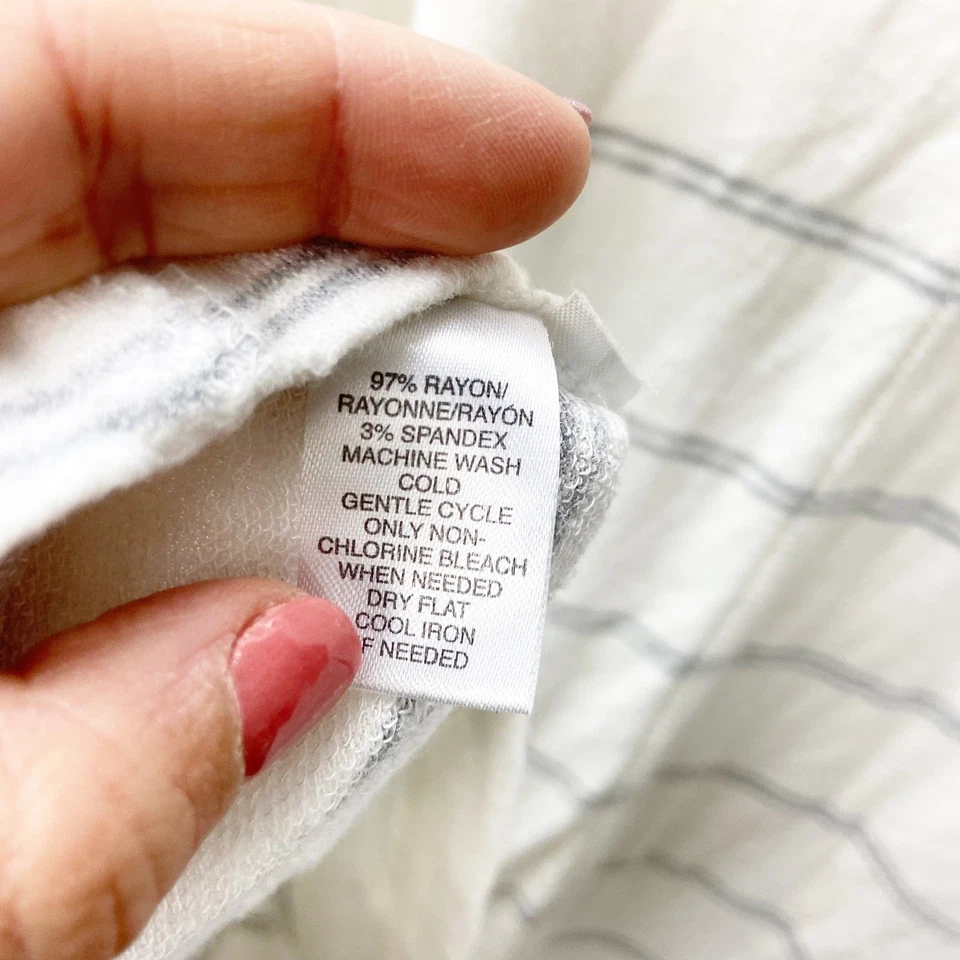 97% RAYON/
RAYONNE/RAYÓN
3% SPANDEX
MACHINE WASH
COLD
GENTLE CYCLE
ONLY NON-
CHLORINE BLEACH
WHEN NEEDED
DRY FLAT
COOL IRON
F NEEDED